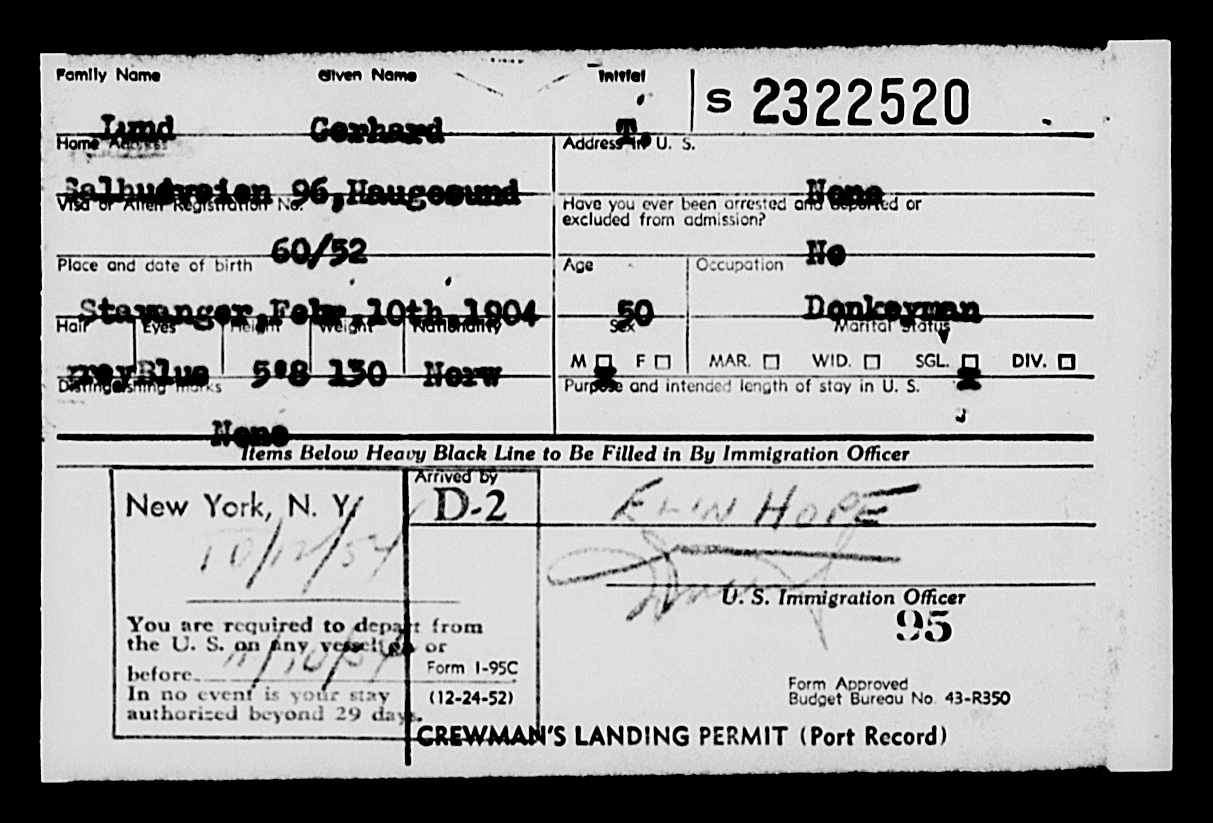 Family Name Given Name Initial S 2322520
Lund Gerhard T.
Home Address Address in U. S.
96, Haugesund None
Visa or Alien Registration No. Have you ever been arrested and deported or
excluded from admission?
60/52 No
Place and date of birth Age Occupation
Stavanger, Febr. 10th, 1904 50 Donkeyman
Hair Eyes Height Weight Nationality Sex Marital Status
M F MAR. WID. SGL. DIV.
Blue 5'8 130 Norw
Distinguishing marks Purpose and intended length of stay in U. S.
None
Items Below Heavy Black Line to Be Filled in By Immigration Officer
Arrived by
New York, N. Y. D-2 ELIN HOPE
10/12/54
U. S. Immigration Officer
95
You are required to depart from
the U. S. on any vessel on or
before 11/10/54 Form I-95C
In no event is your stay (12-24-52)
authorized beyond 29 days.
Form Approved
Budget Bureau No. 43-R350
CREWMAN'S LANDING PERMIT (Port Record)